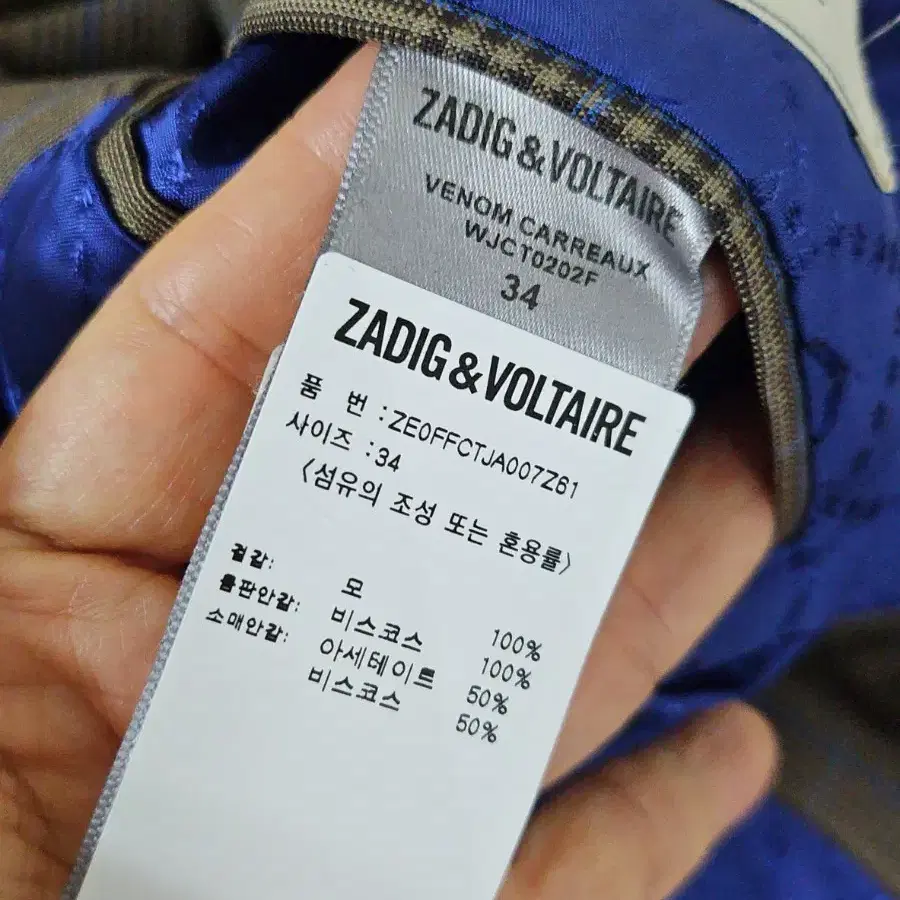 ZADIG & VOLTAIRE
VENOM CARREAUX
WJCT0202F
34
ZADIG & VOLTAIRE
품 번 : ZE0FFCTJA007Z61
사이즈 : 34
〈섬유의 조성 또는 혼용률〉
겉감: 모 100%
몸판안감: 비스코스 100%
소매안감: 아세테이트 50%
비스코스 50%